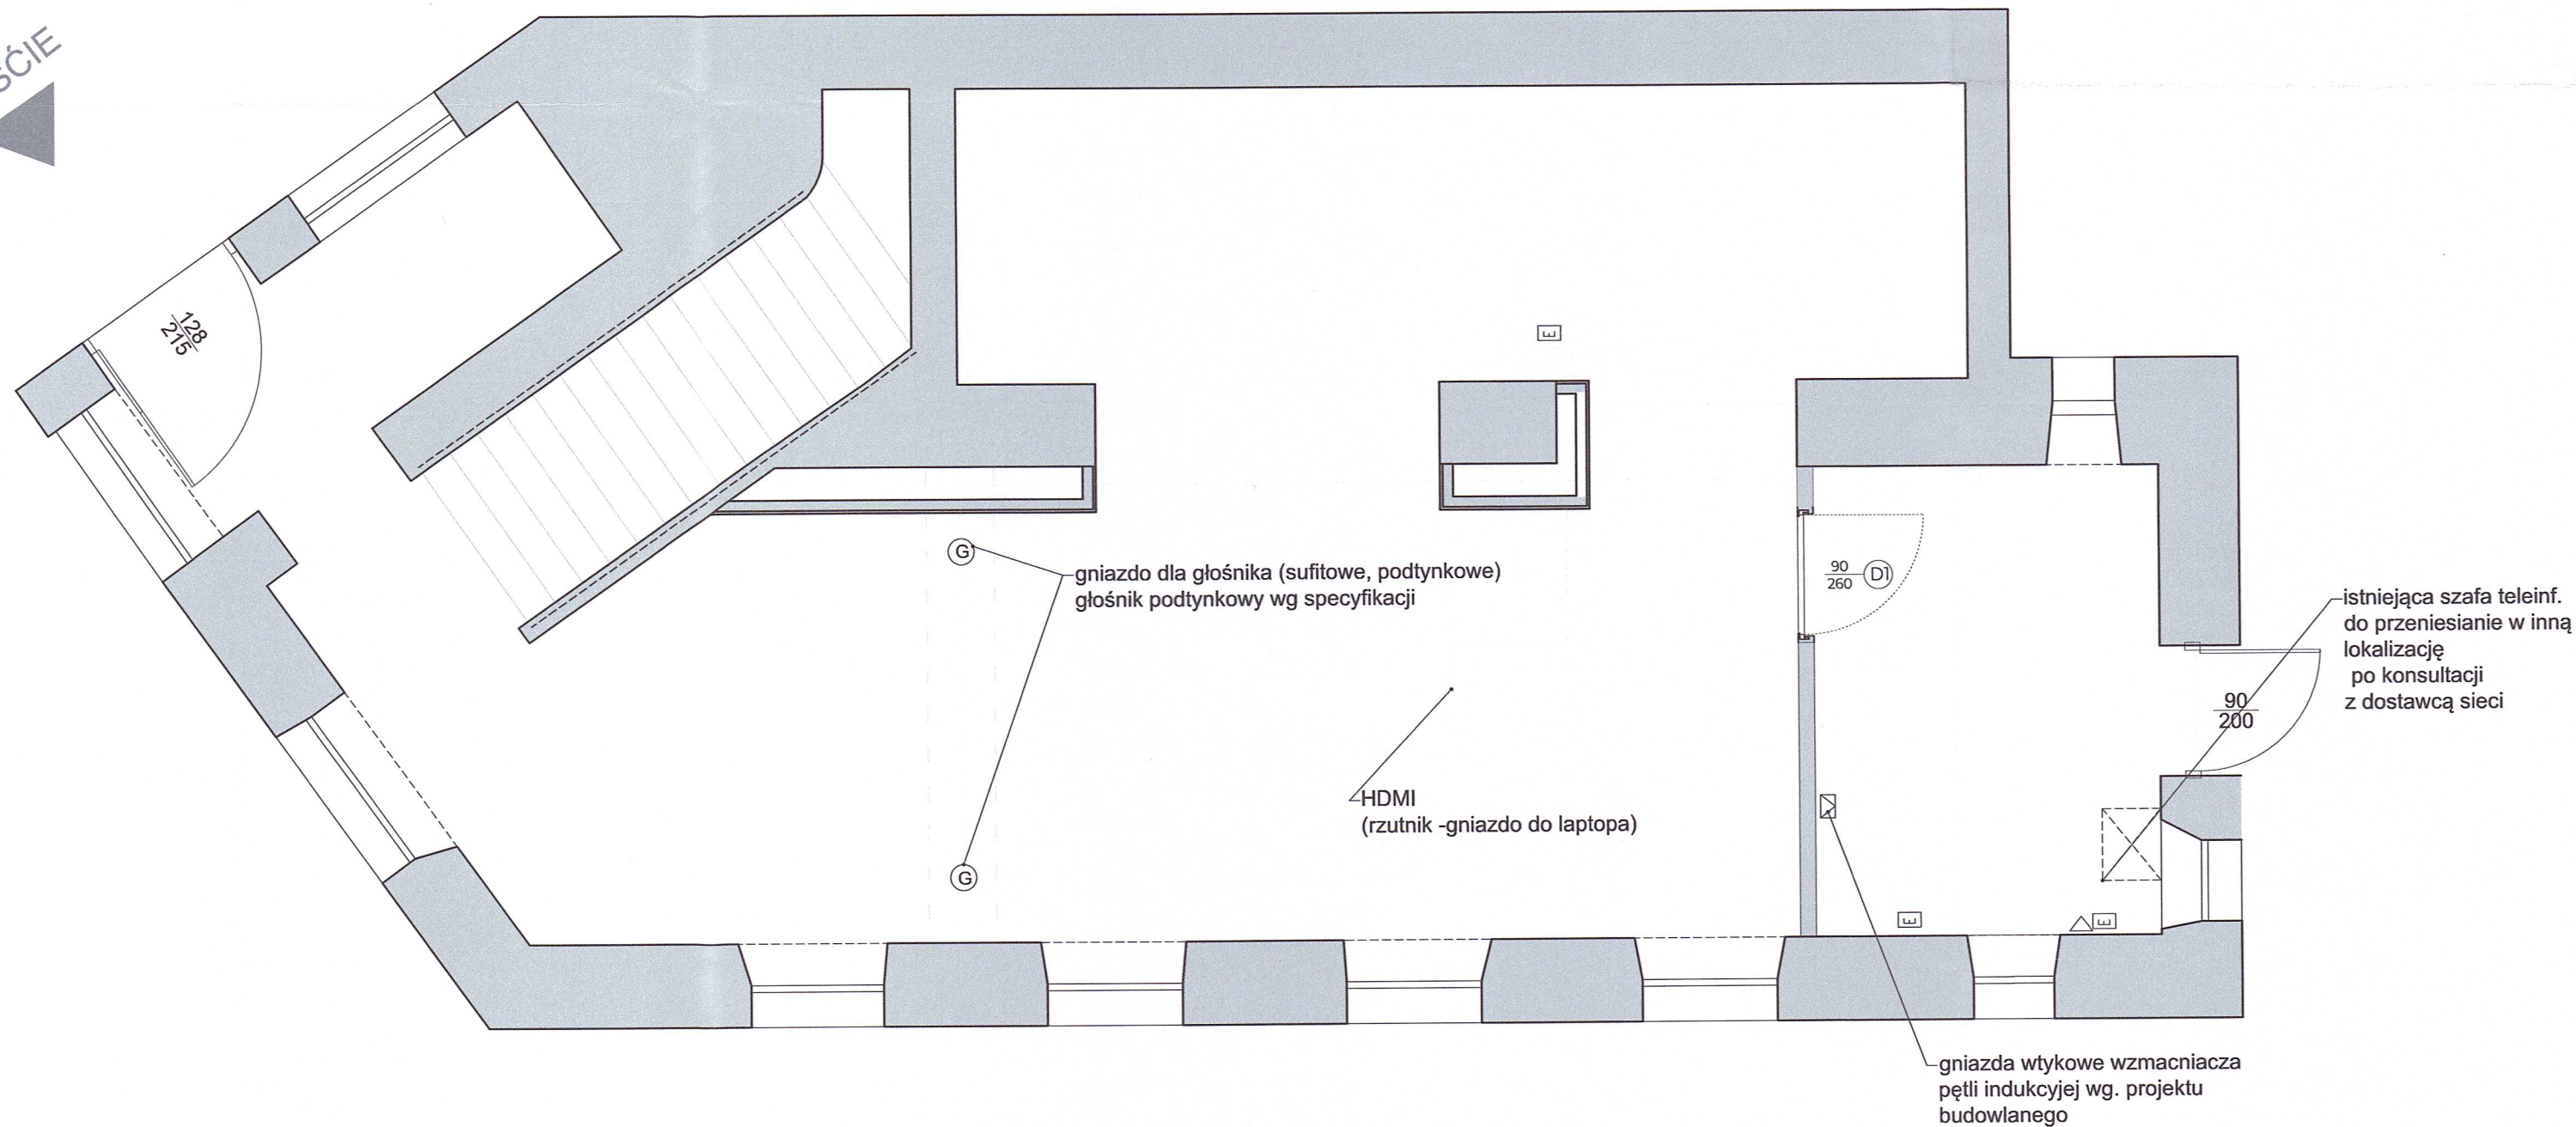 ŚCIE
128
215
E
G
gniazdo dla głośnika (sufitowe, podtynkowe)
głośnik podtynkowy wg specyfikacji
90
260
D1
istniejąca szafa teleinf.
do przeniesianie w inną
lokalizację
po konsultacji
z dostawcą sieci
90
200
HDMI
(rzutnik -gniazdo do laptopa)
G
E
E
gniazda wtykowe wzmacniacza
pętli indukcyjej wg. projektu
budowlanego